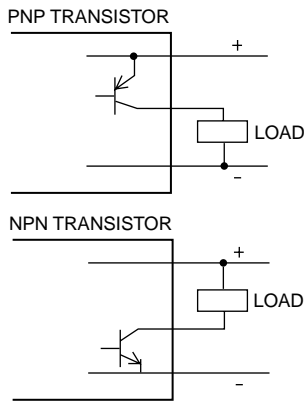 PNP TRANSISTOR
+
LOAD
-
NPN TRANSISTOR
+
LOAD
-